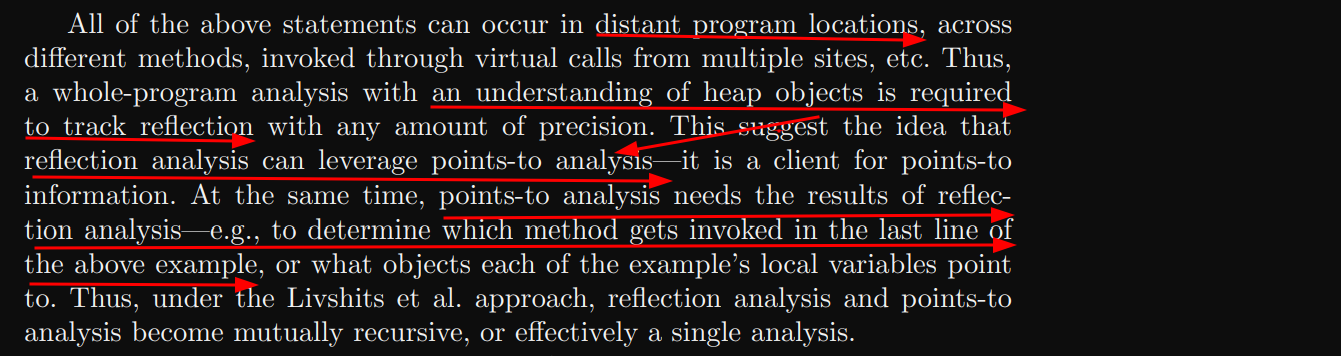 All of the above statements can occur in distant program locations, across
different methods, invoked through virtual calls from multiple sites, etc. Thus,
a whole-program analysis with an understanding of heap objects is required
to track reflection with any amount of precision. This suggest the idea that
reflection analysis can leverage points-to analysis—it is a client for points-to
information. At the same time, points-to analysis needs the results of reflec-
tion analysis—e.g., to determine which method gets invoked in the last line of
the above example, or what objects each of the example's local variables point
to. Thus, under the Livshits et al. approach, reflection analysis and points-to
analysis become mutually recursive, or effectively a single analysis.